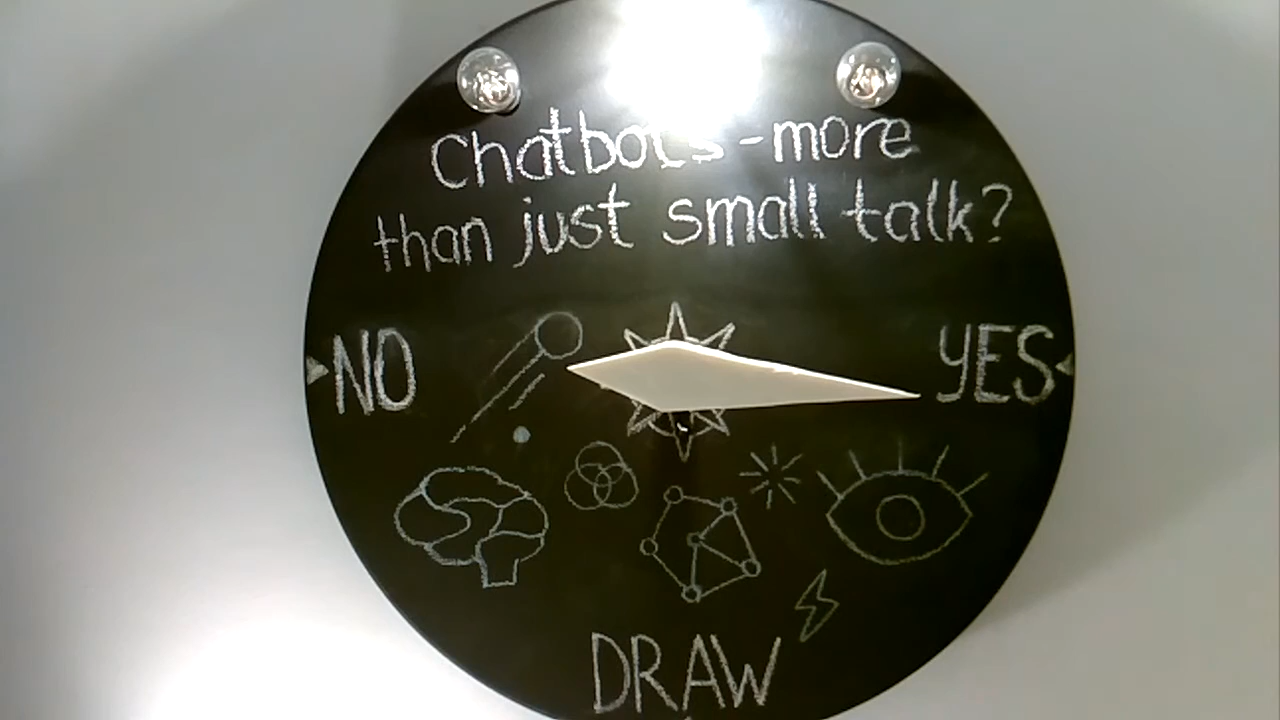 Chatbots-more
than just small talk?
NO
YES
DRAW